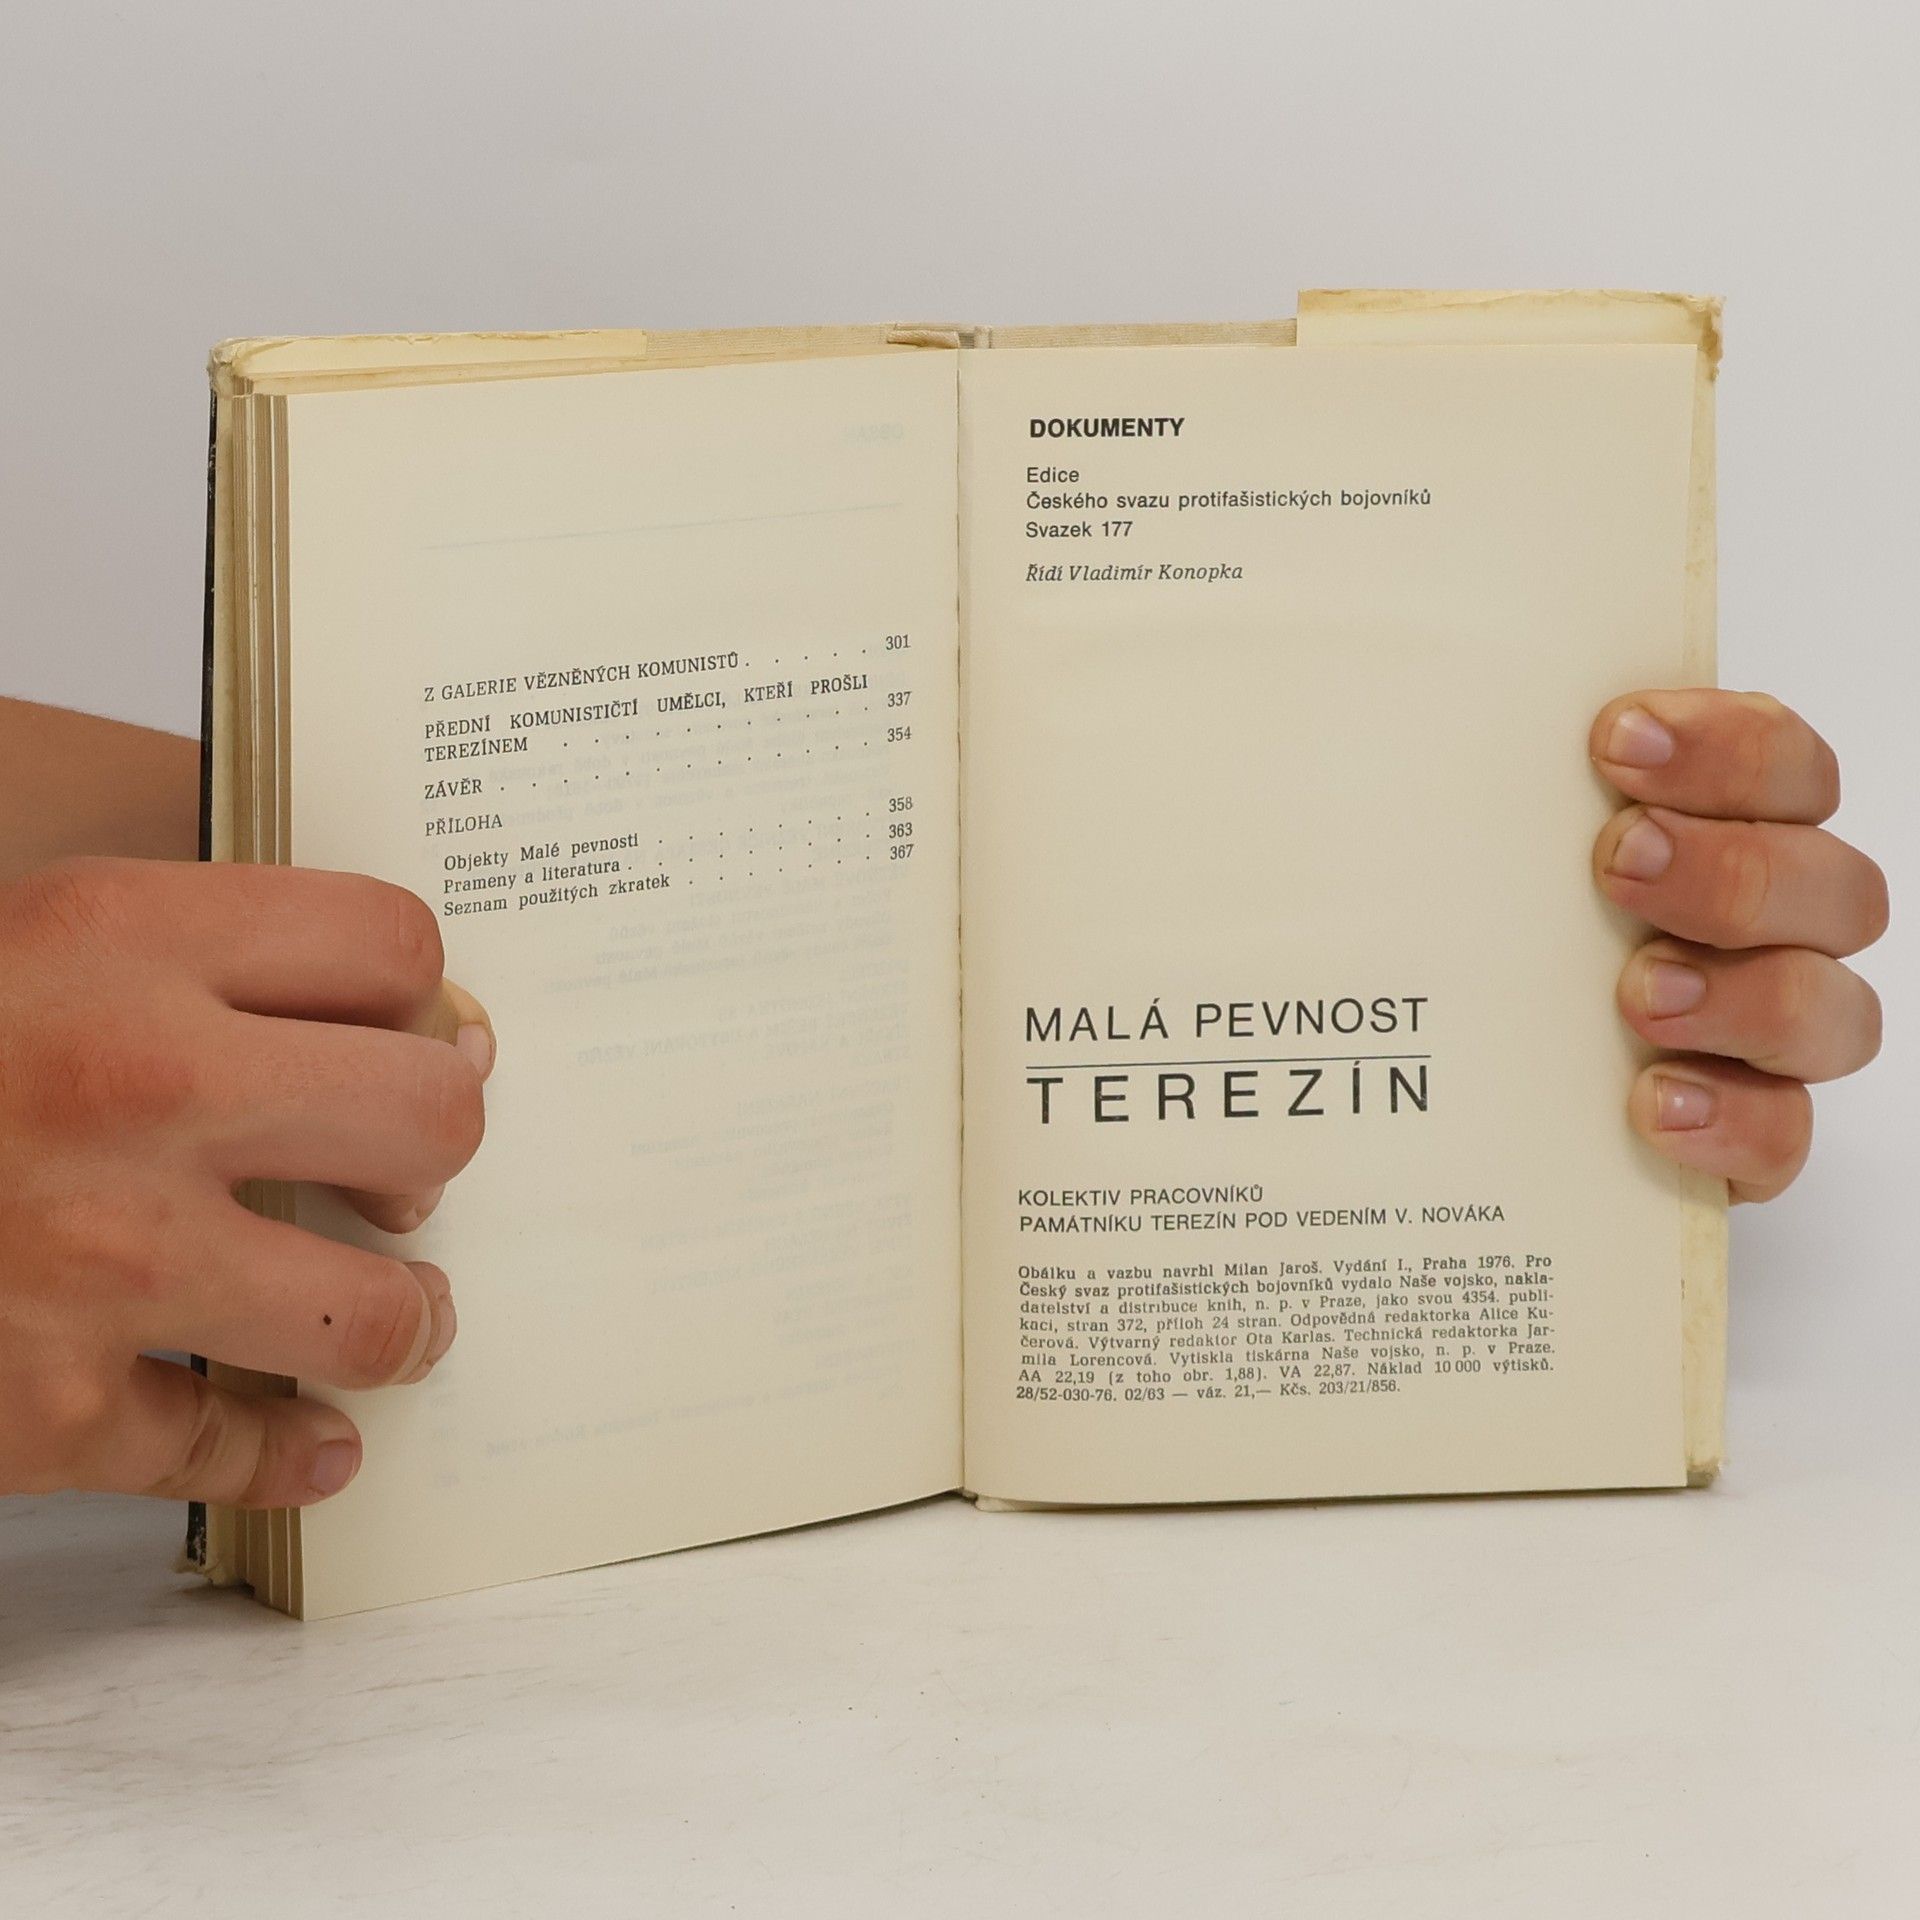 Z GALERIE VĚZNĚNÝCH KOMUNISTŮ . . . . . 301
PŘEDNÍ KOMUNISTIČTÍ UMĚLCI, KTEŘÍ PROŠLI
TEREZÍNEM . . . . . . . . . . 337
ZÁVĚR . . . . . . . . . . . . 354
PŘÍLOHA
Objekty Malé pevnosti . . . . . . . . 358
Prameny a literatura . . . . . . . . . 363
Seznam použitých zkratek . . . . . . . 367
DOKUMENTY
Edice
Českého svazu protifašistických bojovníků
Svazek 177
Řídí Vladimír Konopka
MALÁ PEVNOST
TEREZÍN
KOLEKTIV PRACOVNÍKŮ
PAMÁTNÍKU TEREZÍN POD VEDENÍM V. NOVÁKA
Obálku a vazbu navrhl Milan Jaroš. Vydání I., Praha 1976. Pro
Český svaz protifašistických bojovníků vydalo Naše vojsko, nakla-
datelství a distribuce knih, n. p. v Praze, jako svou 4354. publi-
kaci, stran 372, příloh 24 stran. Odpovědná redaktorka Alice Ku-
čerová. Výtvarný redaktor Ota Karlas. Technická redaktorka Jar-
mila Lorencová. Vytiskla tiskárna Naše vojsko, n. p. v Praze.
AA 22,19 (z toho obr. 1,88). VA 22,87. Náklad 10 000 výtisků.
28/52-030-76. 02/63 — váz. 21,— Kčs. 203/21/856.